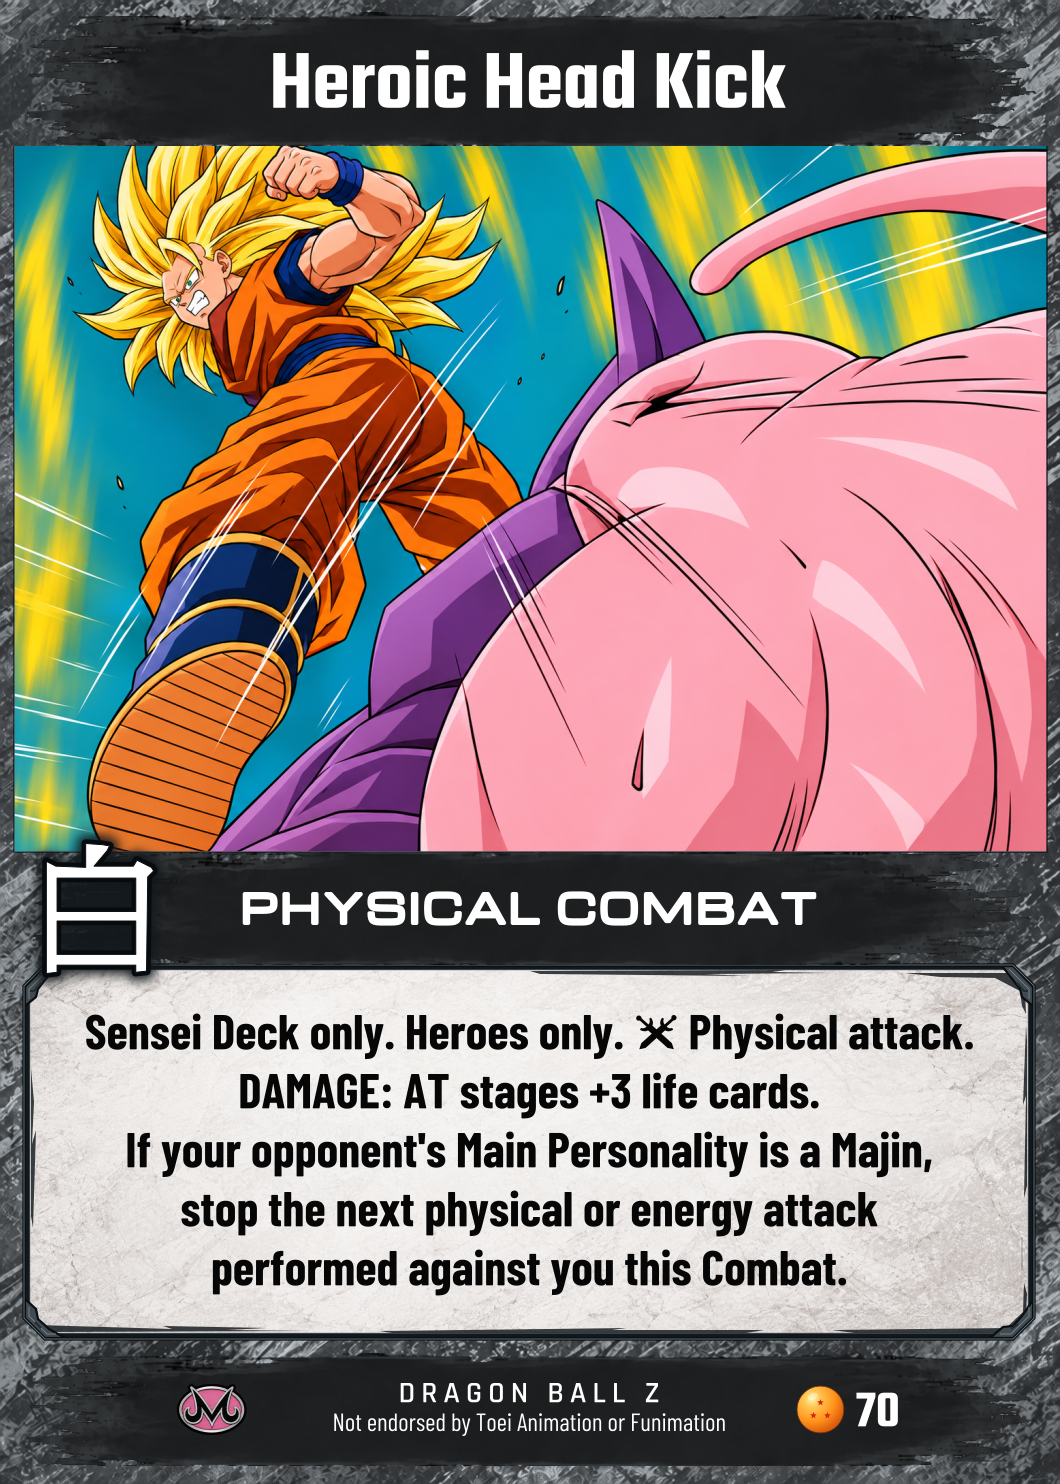 Heroic Head Kick
白
PHYSICAL COMBAT
Sensei Deck only. Heroes only. Physical attack.
DAMAGE: AT stages +3 life cards.
If your opponent's Main Personality is a Majin,
stop the next physical or energy attack
performed against you this Combat.
DRAGON BALL Z
Not endorsed by Toei Animation or Funimation
70